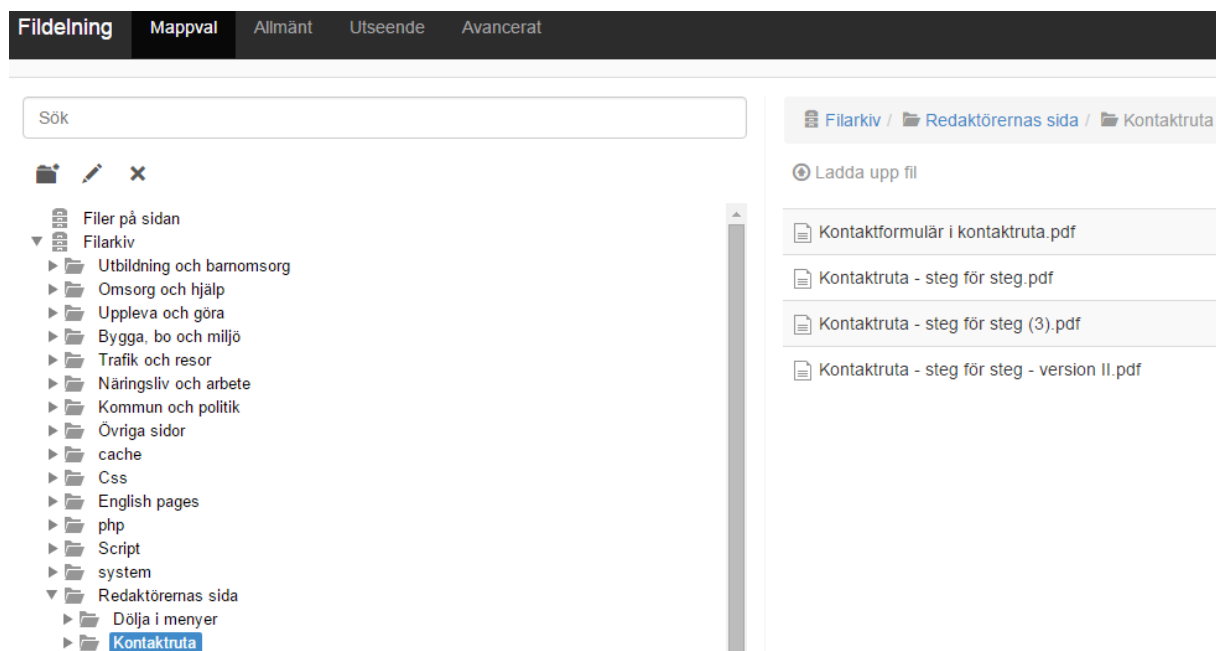 Fildelning Mappval Allmänt Utseende Avancerat
Sök
Filer på sidan
Filarkiv
Utbildning och barnomsorg
Omsorg och hjälp
Uppleva och göra
Bygga, bo och miljö
Trafik och resor
Näringsliv och arbete
Kommun och politik
Övriga sidor
cache
Css
English pages
php
Script
system
Redaktörernas sida
Dölja i menyer
Kontaktruta
Filarkiv / Redaktörernas sida / Kontaktruta
Ladda upp fil
Kontaktformulär i kontaktruta.pdf
Kontaktruta - steg för steg.pdf
Kontaktruta - steg för steg (3).pdf
Kontaktruta - steg för steg - version II.pdf